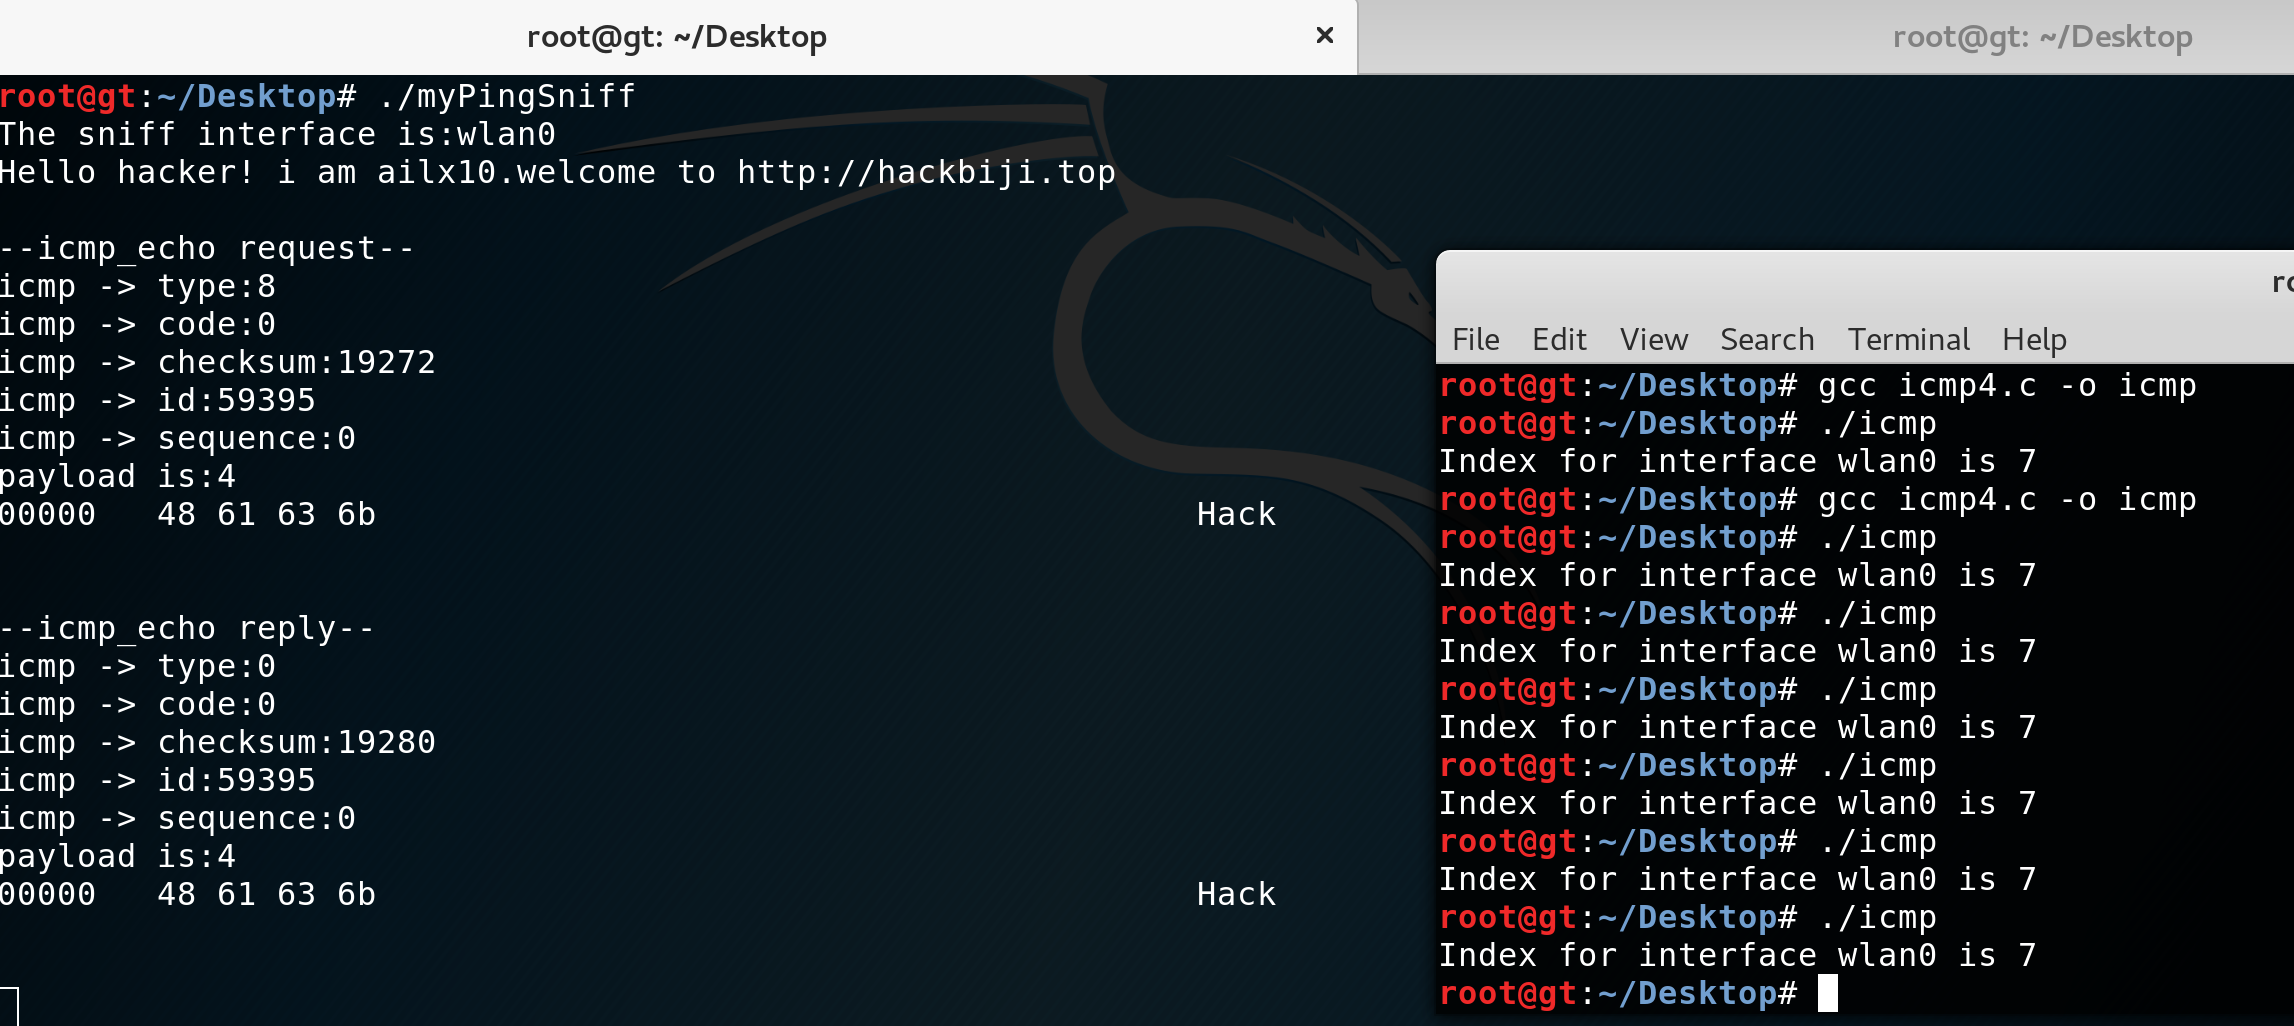 root@gt: ~/Desktop
root@gt: ~/Desktop
root@gt:~/Desktop# ./myPingSniff
The sniff interface is:wlan0
Hello hacker! i am ailx10.welcome to http://hackbiji.top
--icmp_echo request--
icmp -> type:8
icmp -> code:0
icmp -> checksum:19272
icmp -> id:59395
icmp -> sequence:0
payload is:4
00000   48 61 63 6b                                         Hack
--icmp_echo reply--
icmp -> type:0
icmp -> code:0
icmp -> checksum:19280
icmp -> id:59395
icmp -> sequence:0
payload is:4
00000   48 61 63 6b                                         Hack
File Edit View Search Terminal Help
root@gt:~/Desktop# gcc icmp4.c -o icmp
root@gt:~/Desktop# ./icmp
Index for interface wlan0 is 7
root@gt:~/Desktop# gcc icmp4.c -o icmp
root@gt:~/Desktop# ./icmp
Index for interface wlan0 is 7
root@gt:~/Desktop# ./icmp
Index for interface wlan0 is 7
root@gt:~/Desktop# ./icmp
Index for interface wlan0 is 7
root@gt:~/Desktop# ./icmp
Index for interface wlan0 is 7
root@gt:~/Desktop# ./icmp
Index for interface wlan0 is 7
root@gt:~/Desktop# ./icmp
Index for interface wlan0 is 7
root@gt:~/Desktop#